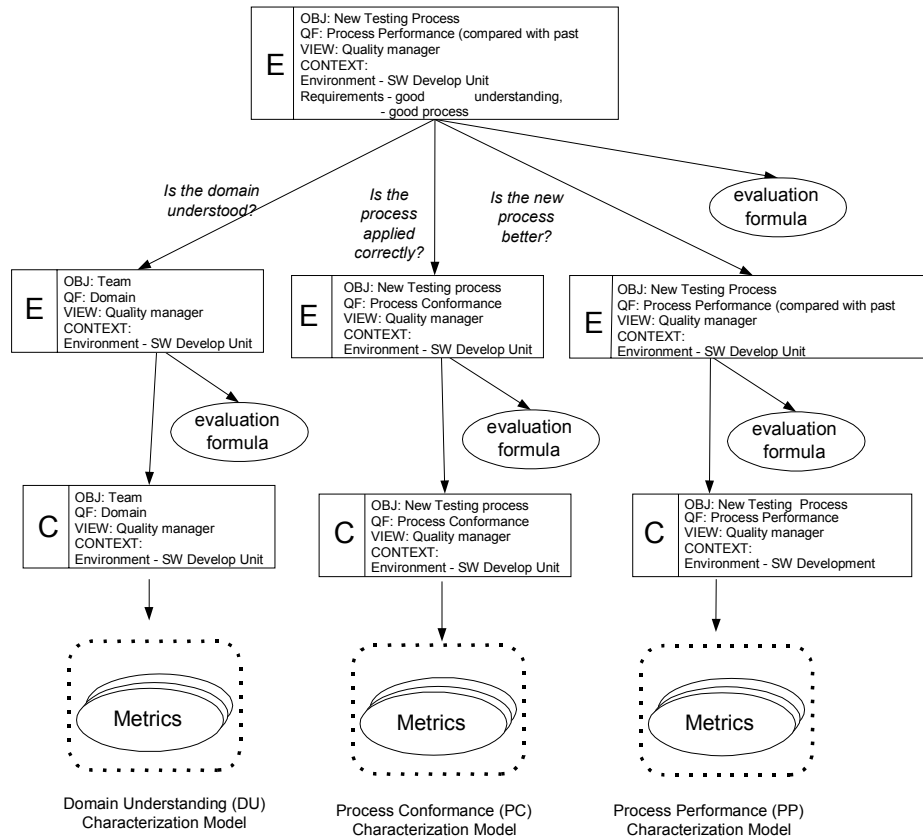 E
OBJ: New Testing Process
QF: Process Performance (compared with past
VIEW: Quality manager
CONTEXT:
Environment - SW Develop Unit
Requirements - good understanding,
- good process
Is the domain
understood?
Is the
process
applied
correctly?
Is the new
process
better?
evaluation
formula
E
OBJ: Team
QF: Domain
VIEW: Quality manager
CONTEXT:
Environment - SW Develop Unit
E
OBJ: New Testing process
QF: Process Conformance
VIEW: Quality manager
CONTEXT:
Environment - SW Develop Unit
E
OBJ: New Testing Process
QF: Process Performance (compared with past
VIEW: Quality manager
CONTEXT:
Environment - SW Develop Unit
evaluation
formula
evaluation
formula
evaluation
formula
C
OBJ: Team
QF: Domain
VIEW: Quality manager
CONTEXT:
Environment - SW Develop Unit
C
OBJ: New Testing process
QF: Process Conformance
VIEW: Quality manager
CONTEXT:
Environment - SW Develop Unit
C
OBJ: New Testing Process
QF: Process Performance
VIEW: Quality manager
CONTEXT:
Environment - SW Development
Metrics
Metrics
Metrics
Domain Understanding (DU)
Characterization Model
Process Conformance (PC)
Characterization Model
Process Performance (PP)
Characterization Model